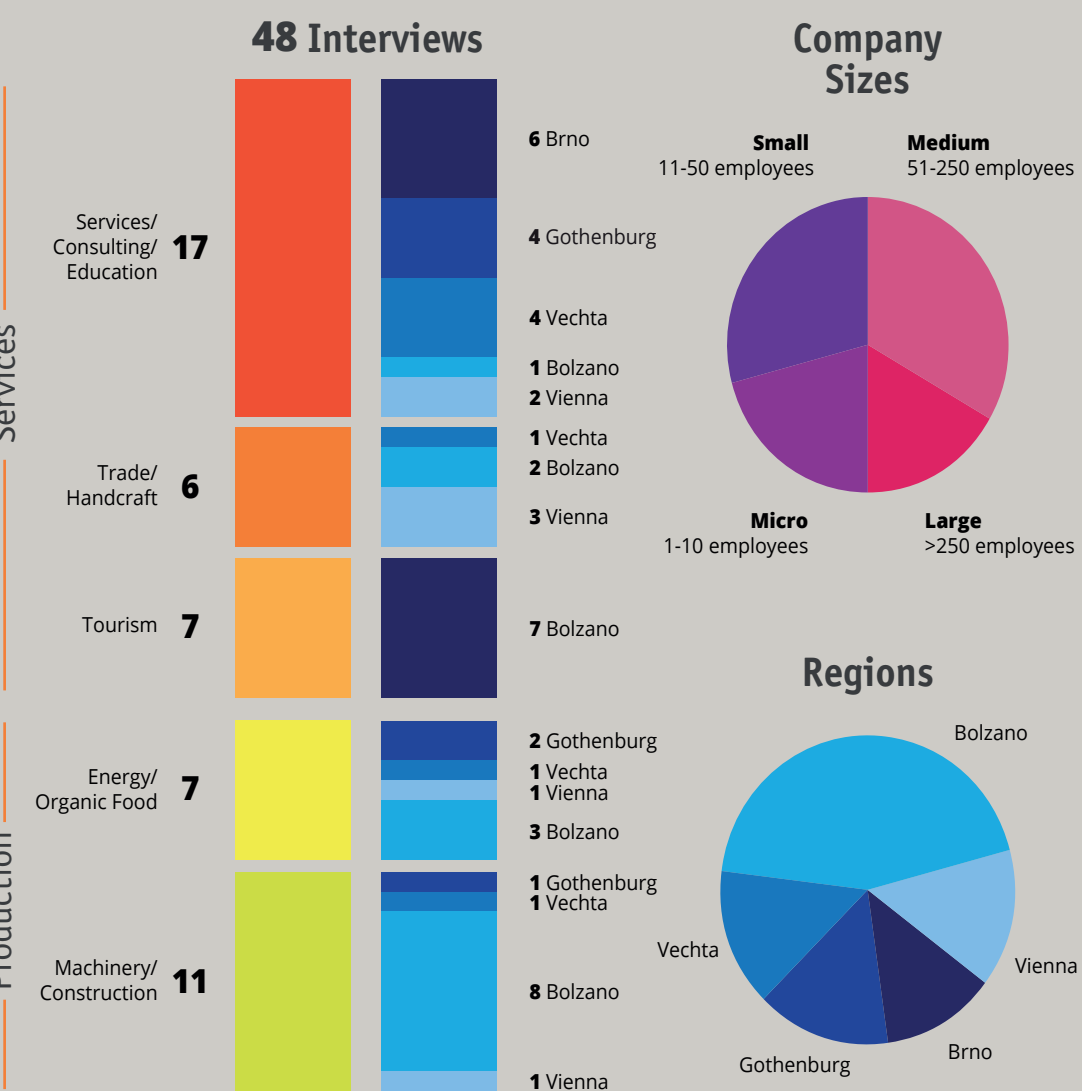 48 Interviews
Services
Services/
Consulting/
Education
17
6 Brno
4 Gothenburg
4 Vechta
1 Bolzano
2 Vienna
Trade/
Handcraft
6
1 Vechta
2 Bolzano
3 Vienna
Tourism
7
7 Bolzano
Production
Energy/
Organic Food
7
2 Gothenburg
1 Vechta
1 Vienna
3 Bolzano
Machinery/
Construction
11
1 Gothenburg
1 Vechta
8 Bolzano
1 Vienna
Company
Sizes
Small
11-50 employees
Medium
51-250 employees
Micro
1-10 employees
Large
>250 employees
Regions
Bolzano
Vienna
Brno
Gothenburg
Vechta